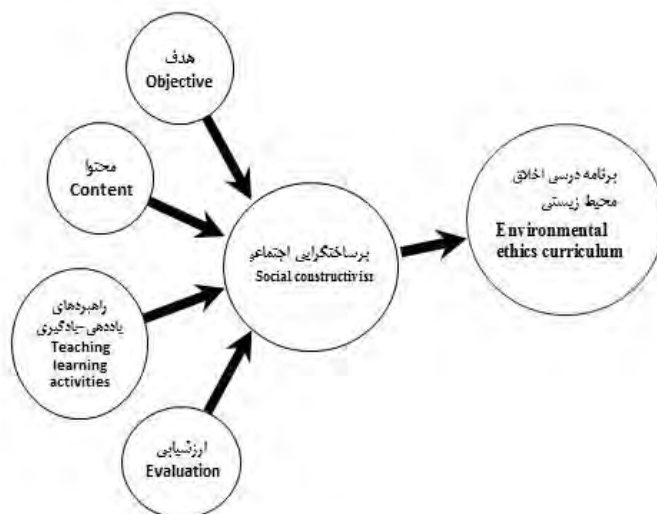 هدف
Objective
محتوا
Content
راهبردهای
یاددهی-یادگیری
Teaching
learning
activities
ارزشیابی
Evaluation
برساختگرایی اجتماعی
Social constructivist
برنامه درسی اخلاق
محیط زیستی
Environmental
ethics curriculum